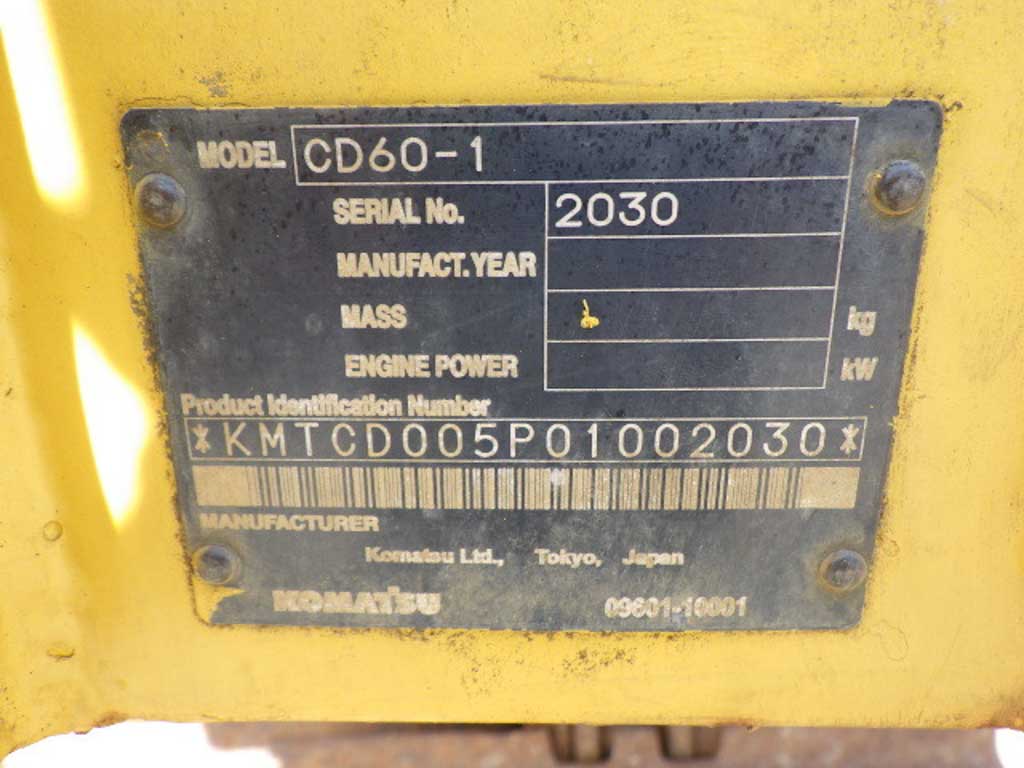 MODEL CD60-1
SERIAL No. 2030
MANUFACT. YEAR
MASS kg
ENGINE POWER kW
Product Identification Number
*KMTCD005P01002030*
MANUFACTURER
Komatsu Ltd., Tokyo, Japan
KOMATSU 09601-10001